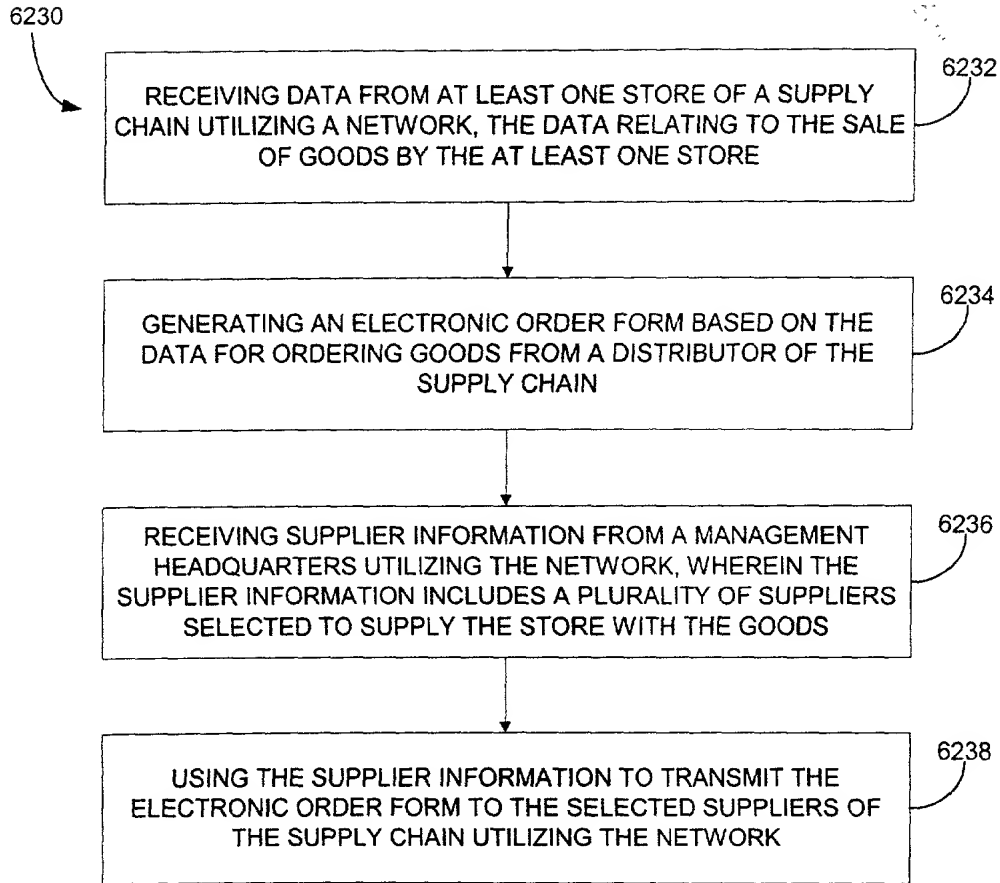 6230
6232
RECEIVING DATA FROM AT LEAST ONE STORE OF A SUPPLY
CHAIN UTILIZING A NETWORK, THE DATA RELATING TO THE SALE
OF GOODS BY THE AT LEAST ONE STORE
6234
GENERATING AN ELECTRONIC ORDER FORM BASED ON THE
DATA FOR ORDERING GOODS FROM A DISTRIBUTOR OF THE
SUPPLY CHAIN
6236
RECEIVING SUPPLIER INFORMATION FROM A MANAGEMENT
HEADQUARTERS UTILIZING THE NETWORK, WHEREIN THE
SUPPLIER INFORMATION INCLUDES A PLURALITY OF SUPPLIERS
SELECTED TO SUPPLY THE STORE WITH THE GOODS
6238
USING THE SUPPLIER INFORMATION TO TRANSMIT THE
ELECTRONIC ORDER FORM TO THE SELECTED SUPPLIERS OF
THE SUPPLY CHAIN UTILIZING THE NETWORK